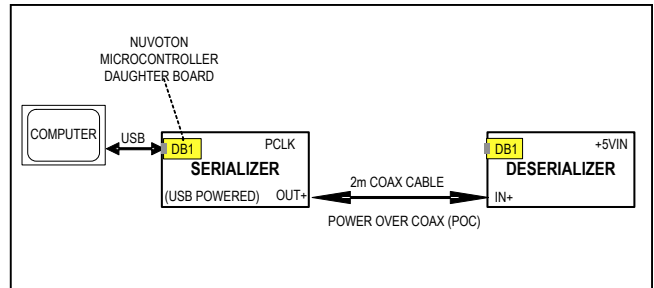 NUVOTON
MICROCONTROLLER
DAUGHTER BOARD
COMPUTER
USB
DB1
PCLK
SERIALIZER
(USB POWERED)
OUT+
2m COAX CABLE
POWER OVER COAX (POC)
DB1
+5VIN
DESERIALIZER
IN+